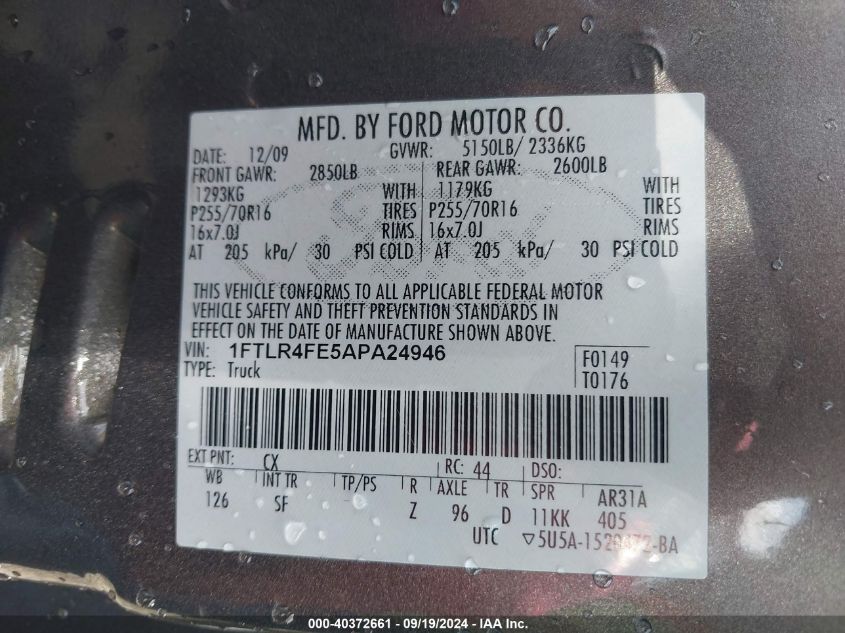 MFD. BY FORD MOTOR CO.
DATE: 12/09 GVWR: 5150LB/ 2336KG
FRONT GAWR: 2850LB REAR GAWR: 2600LB
1293KG WITH 1179KG WITH
P255/70R16 TIRES P255/70R16 TIRES
16x7.0J RIMS 16x7.0J RIMS
AT 205 kPa/ 30 PSI COLD AT 205 kPa/ 30 PSI COLD
THIS VEHICLE CONFORMS TO ALL APPLICABLE FEDERAL MOTOR
VEHICLE SAFETY AND THEFT PREVENTION STANDARDS IN
EFFECT ON THE DATE OF MANUFACTURE SHOWN ABOVE.
VIN: 1FTLR4FE5APA24946 F0149
TYPE: Truck T0176
EXT PNT: CX RC: 44 DSO:
WB INT TR TP/PS R AXLE TR SPR AR31A
126 SF Z 96 D 11KK 405
UTC ▽5U5A-1520472-BA
000-40372661 - 09/19/2024 - IAA Inc.